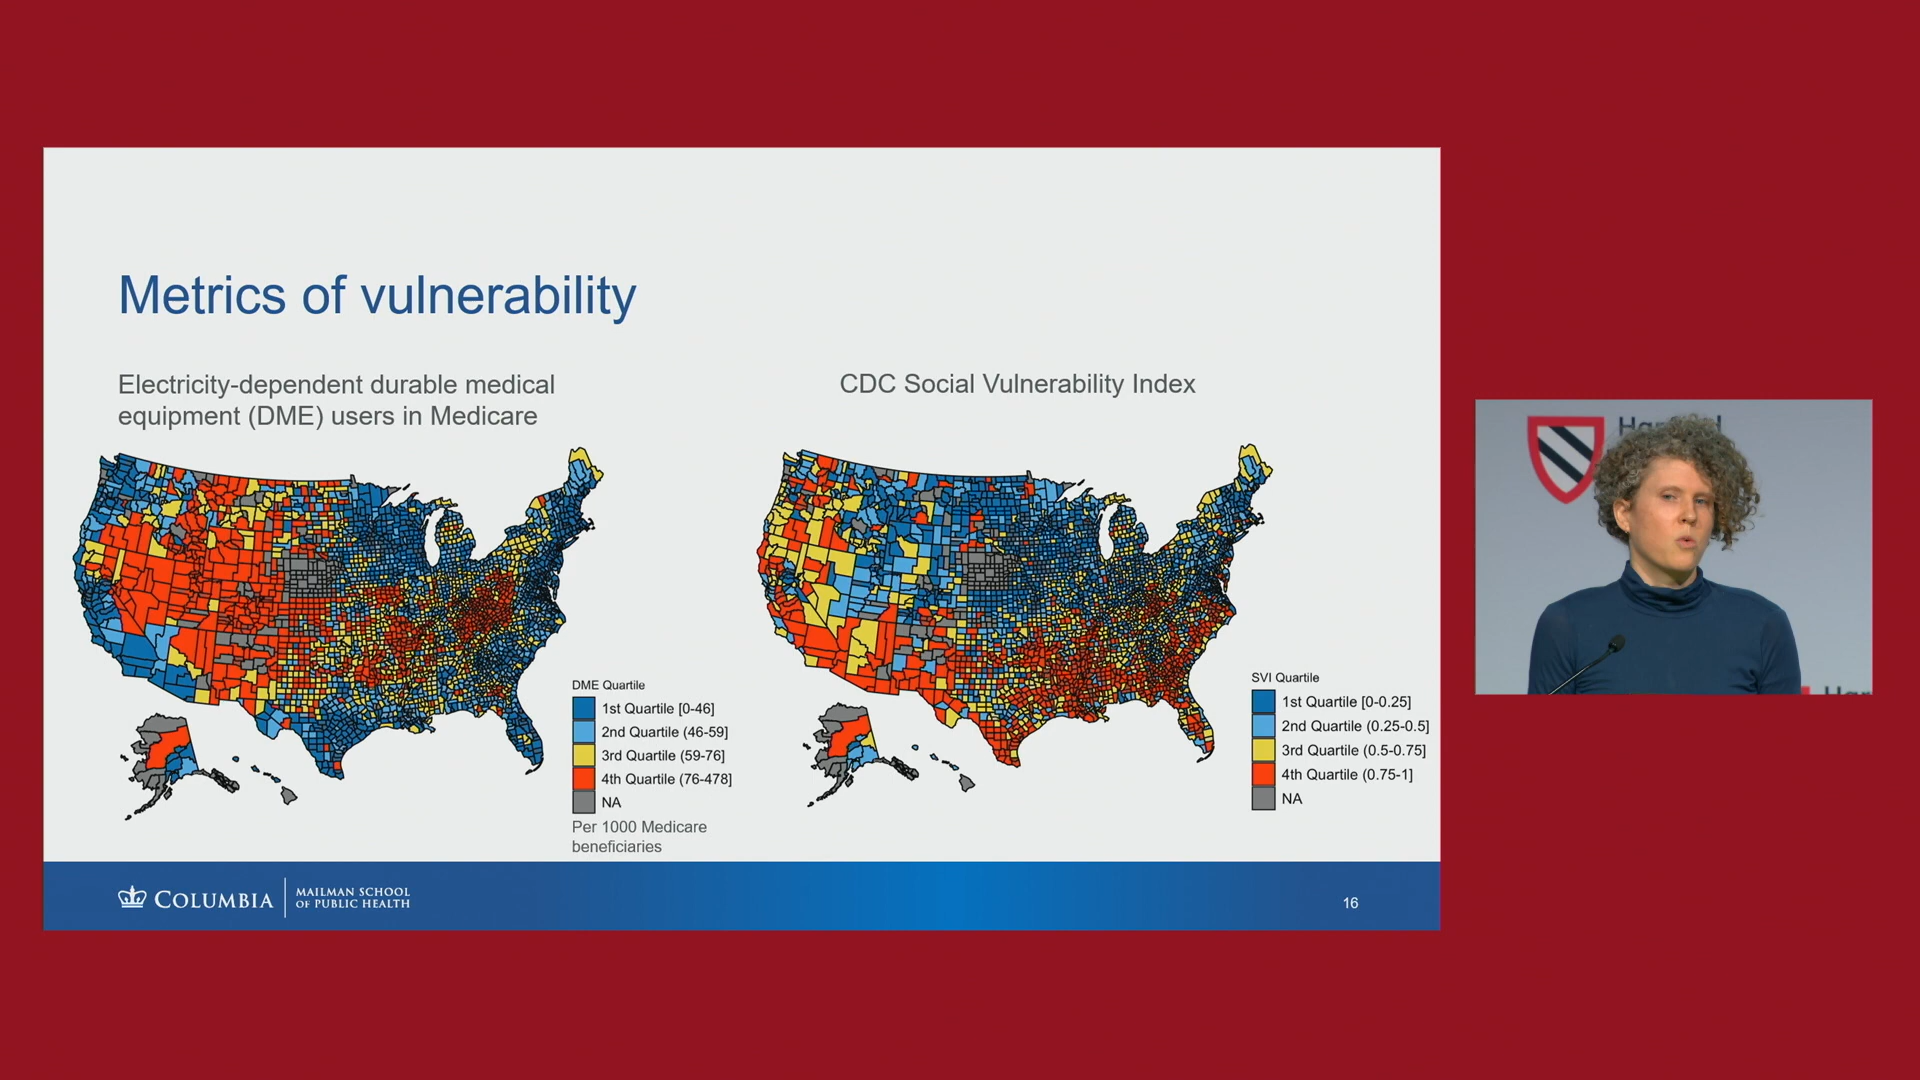 Metrics of vulnerability
Electricity-dependent durable medical
equipment (DME) users in Medicare
CDC Social Vulnerability Index
DME Quartile
1st Quartile [0-46]
2nd Quartile (46-59]
3rd Quartile (59-76]
4th Quartile (76-478]
NA
Per 1000 Medicare
beneficiaries
SVI Quartile
1st Quartile [0-0.25]
2nd Quartile (0.25-0.5]
3rd Quartile (0.5-0.75]
4th Quartile (0.75-1]
NA
COLUMBIA
MAILMAN SCHOOL
OF PUBLIC HEALTH
16